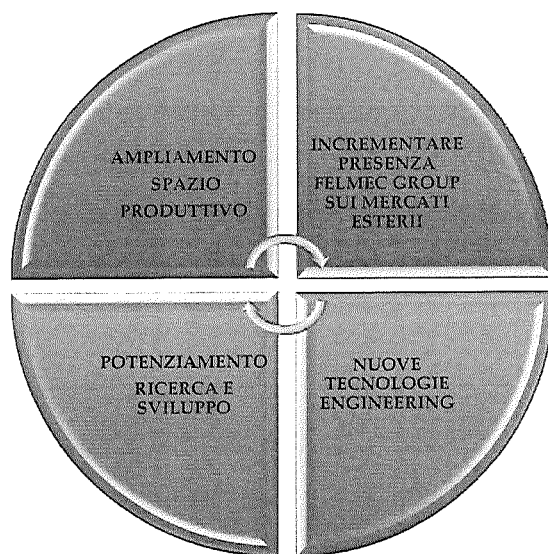 AMPLIAMENTO
SPAZIO
PRODUTTIVO
INCREMENTARE
PRESENZA
FELMEC GROUP
SUI MERCATI
ESTERII
POTENZIAMENTO
RICERCA E
SVILUPPO
NUOVE
TECNOLOGIE
ENGINEERING